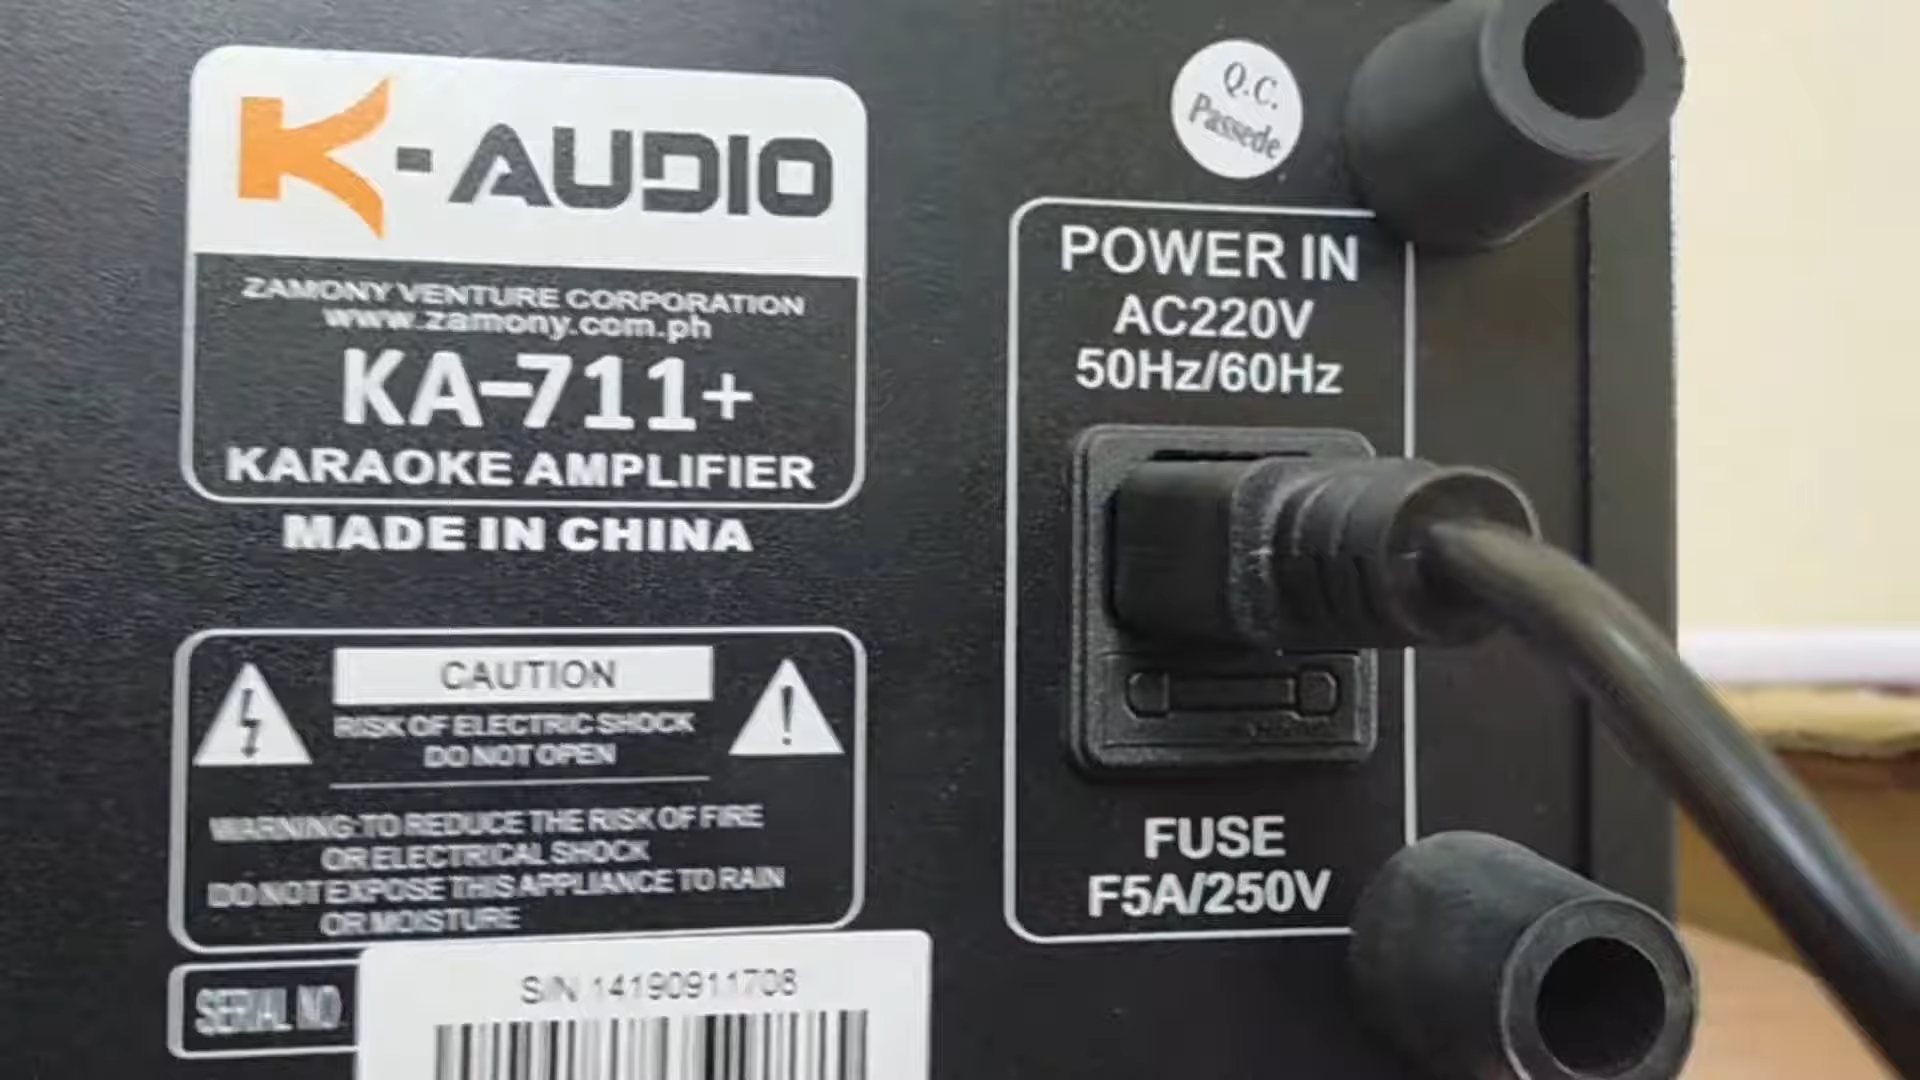 K-AUDIO
ZAMONY VENTURE CORPORATION
www.zamony.com.ph
KA-711+
KARAOKE AMPLIFIER
MADE IN CHINA
CAUTION
RISK OF ELECTRIC SHOCK
DO NOT OPEN
WARNING:TO REDUCE THE RISK OF FIRE
OR ELECTRICAL SHOCK
DO NOT EXPOSE THIS APPLIANCE TO RAIN
OR MOISTURE
SERIAL NO.
S/N 14190911708
Q.C.
Passede
POWER IN
AC220V
50Hz/60Hz
FUSE
F5A/250V